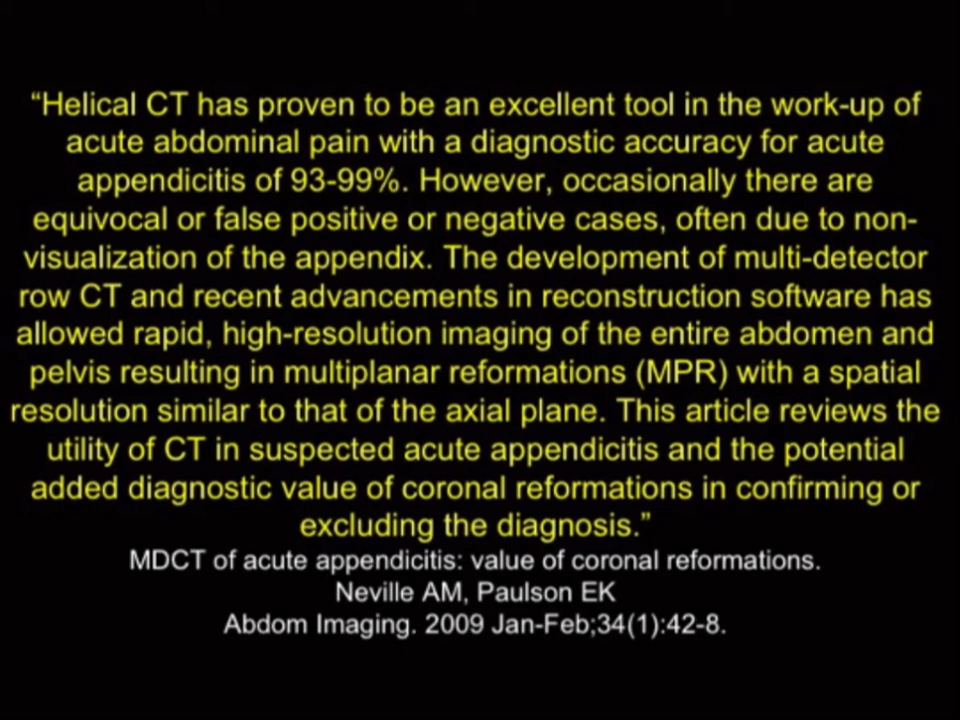 “Helical CT has proven to be an excellent tool in the work-up of
acute abdominal pain with a diagnostic accuracy for acute
appendicitis of 93-99%. However, occasionally there are
equivocal or false positive or negative cases, often due to non-
visualization of the appendix. The development of multi-detector
row CT and recent advancements in reconstruction software has
allowed rapid, high-resolution imaging of the entire abdomen and
pelvis resulting in multiplanar reformations (MPR) with a spatial
resolution similar to that of the axial plane. This article reviews the
utility of CT in suspected acute appendicitis and the potential
added diagnostic value of coronal reformations in confirming or
excluding the diagnosis.”
MDCT of acute appendicitis: value of coronal reformations.
Neville AM, Paulson EK
Abdom Imaging. 2009 Jan-Feb;34(1):42-8.